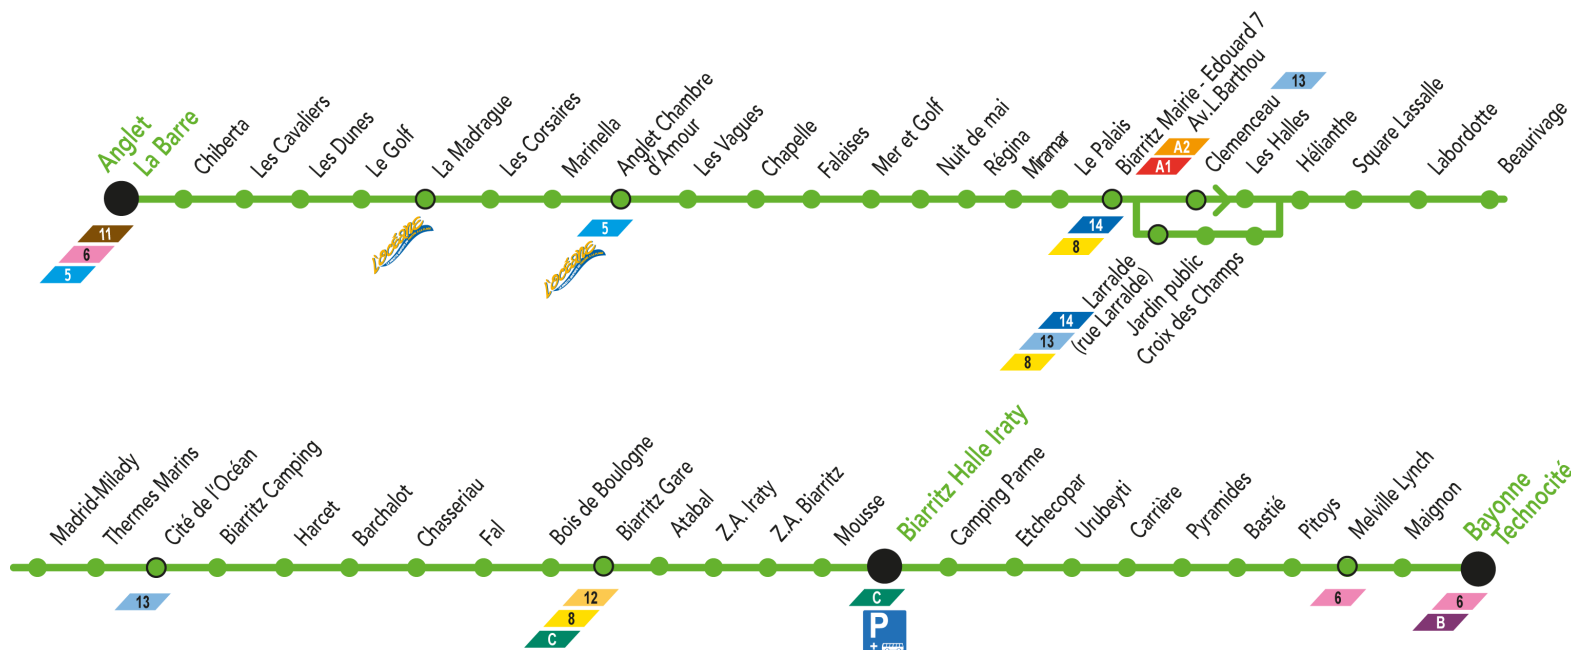 Anglet
La Barre
Chiberta
Les Cavaliers
Les Dunes
Le Golf
La Madrague
Les Corsaires
Marinella
Anglet Chambre
d'Amour
Les Vagues
Chapelle
Falaises
Mer et Golf
Nuit de mai
Régina
Miramar
Le Palais
Biarritz Mairie - Edouard 7
Av.L.Barthou
Clemenceau
13
A2
A1
Les Halles
Hélianthe
Square Lassalle
Labordotte
Beaurivage
11
6
5
L'océane
5
L'océane
14
8
Larralde
(rue Larralde)
14
13
8
Jardin public
Croix des Champs
Madrid-Milady
Thermes Marins
Cité de l'Océan
Biarritz Camping
Harcet
Barchalot
Chasseriau
Fal
Bois de Boulogne
Biarritz Gare
Atabal
Z.A. Iraty
Z.A. Biarritz
Mousse
Biarritz Halle Iraty
Camping Parme
Etchecopar
Urubeyti
Carrière
Pyramides
Bastié
Pitoys
Melville Lynch
Maignon
Bayonne
Technocité
13
12
8
C
C
P
+
6
6
B